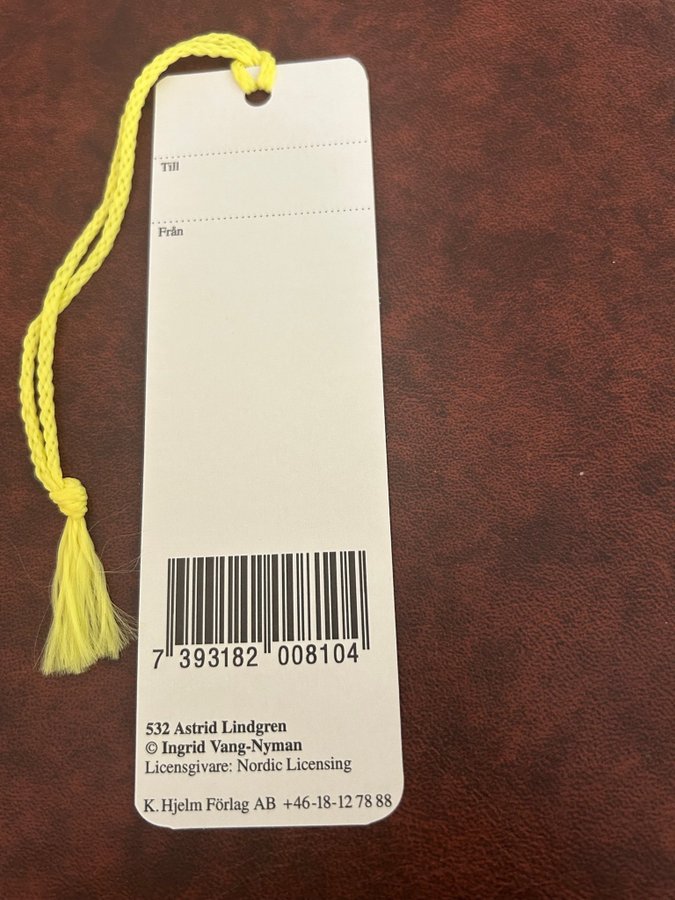 Till
Från
7 393182 008104
532 Astrid Lindgren
© Ingrid Vang-Nyman
Licensgivare: Nordic Licensing
K. Hjelm Förlag AB +46-18-12 78 88